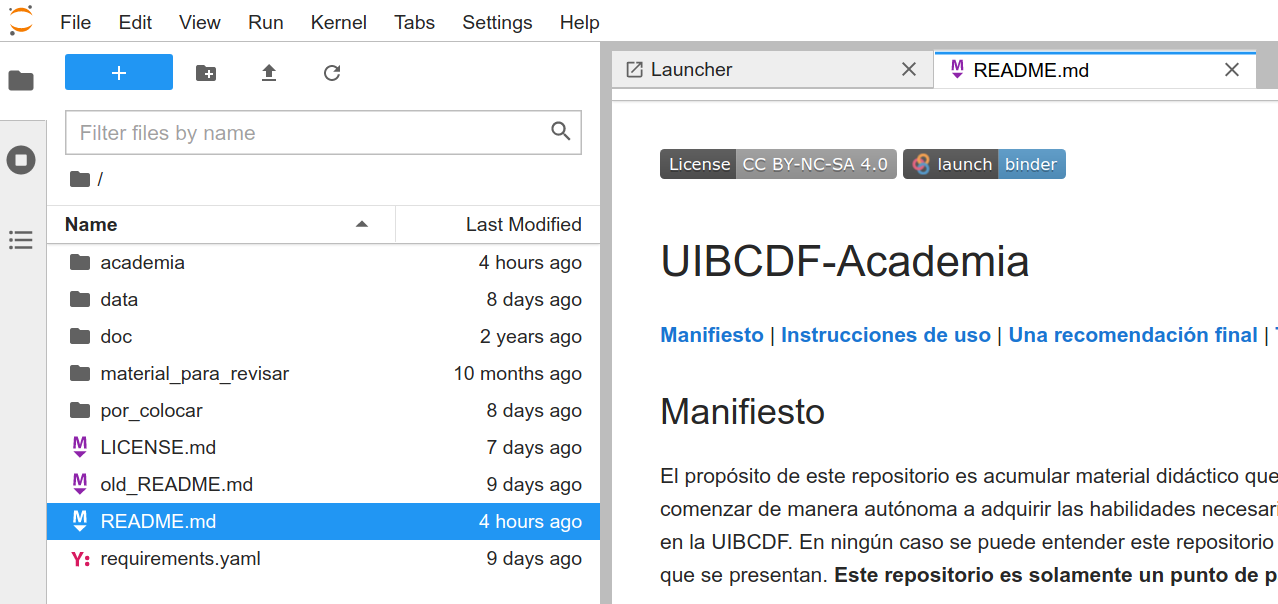 File Edit View Run Kernel Tabs Settings Help
Launcher
README.md
Filter files by name
/
Name Last Modified
academia 4 hours ago
data 8 days ago
doc 2 years ago
material_para_revisar 10 months ago
por_colocar 8 days ago
LICENSE.md 7 days ago
old_README.md 9 days ago
README.md 4 hours ago
requirements.yaml 9 days ago
License CC BY-NC-SA 4.0 launch binder
UIBCDF-Academia
Manifiesto | Instrucciones de uso | Una recomendación final |
Manifiesto
El propósito de este repositorio es acumular material didáctico que
comenzar de manera autónoma a adquirir las habilidades necesari
en la UIBCDF. En ningún caso se puede entender este repositorio
que se presentan. Este repositorio es solamente un punto de p